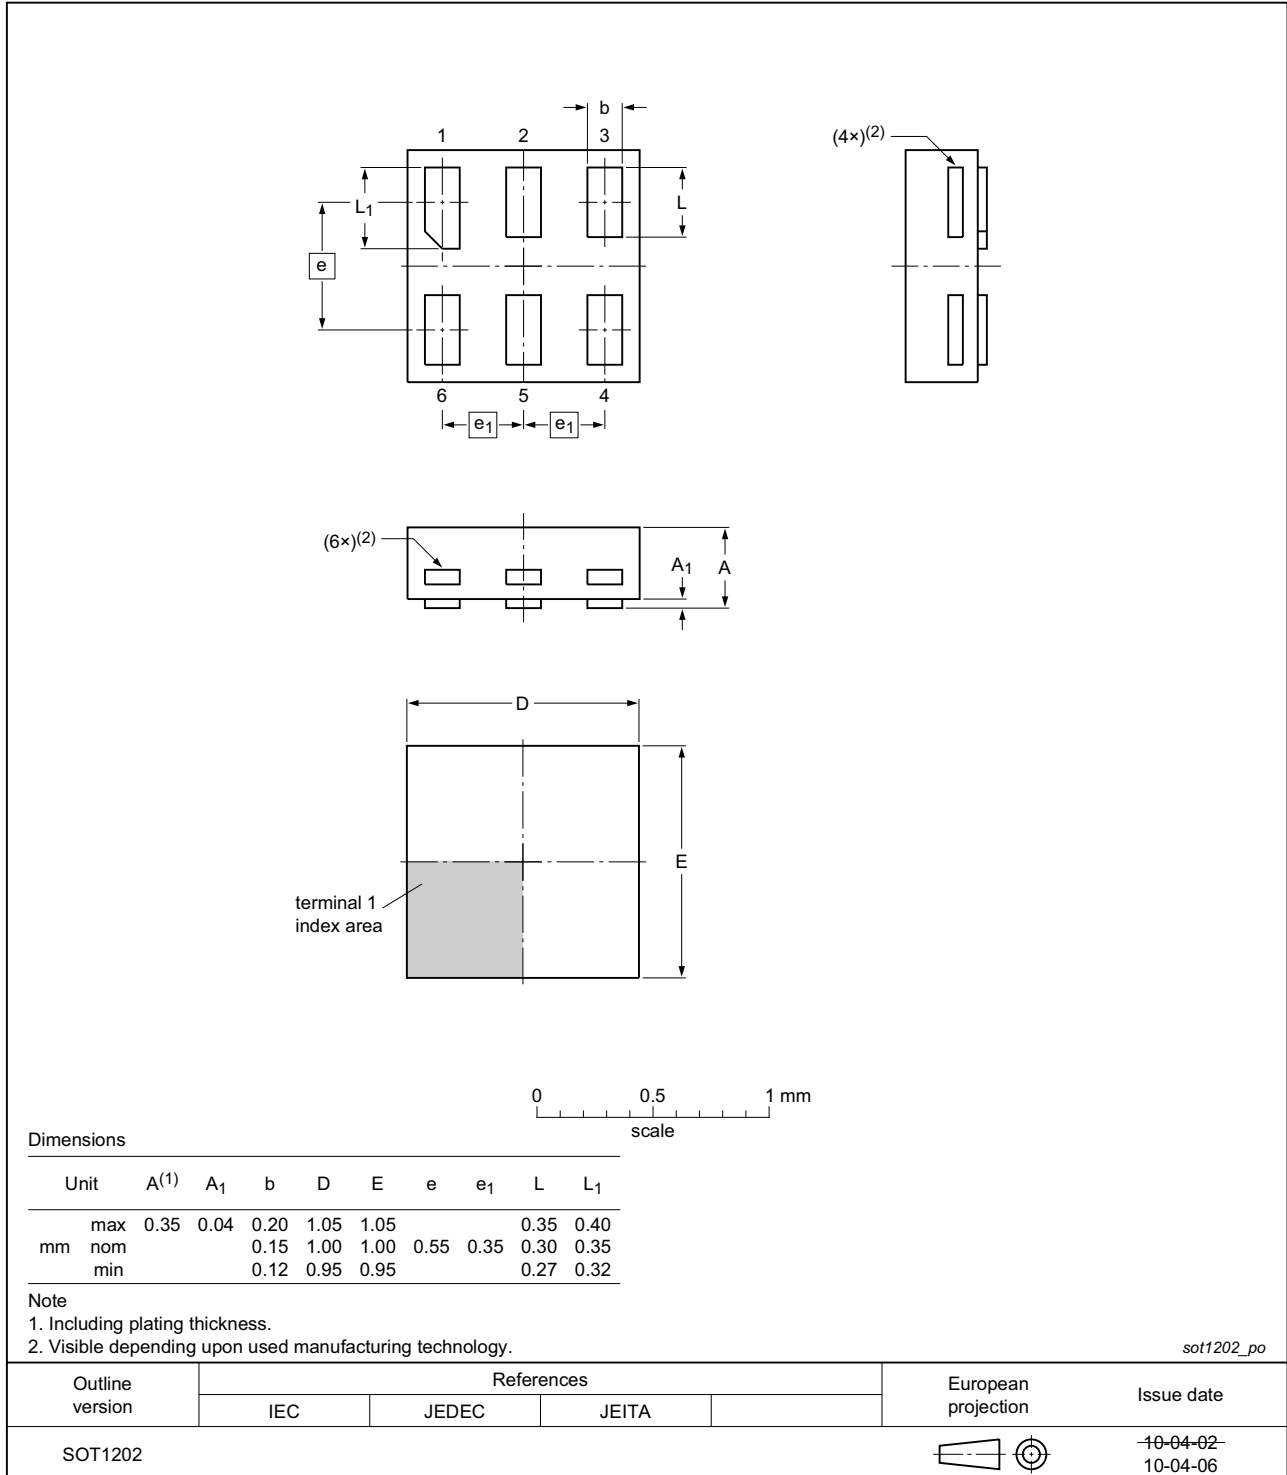 b
1 2 3
(4×)(2)
L1
L
e
6 5 4
e1 e1
(6×)(2)
A1 A
D
E
terminal 1
index area
0 0.5 1 mm
scale
Dimensions
Unit A(1) A1 b D E e e1 L L1
max 0.35 0.04 0.20 1.05 1.05 0.35 0.40
mm nom 0.15 1.00 1.00 0.55 0.35 0.30 0.35
min 0.12 0.95 0.95 0.27 0.32
Note
1. Including plating thickness.
2. Visible depending upon used manufacturing technology.
sot1202_po
Outline
version
References
IEC JEDEC JEITA
European
projection
Issue date
SOT1202
10-04-02
10-04-06